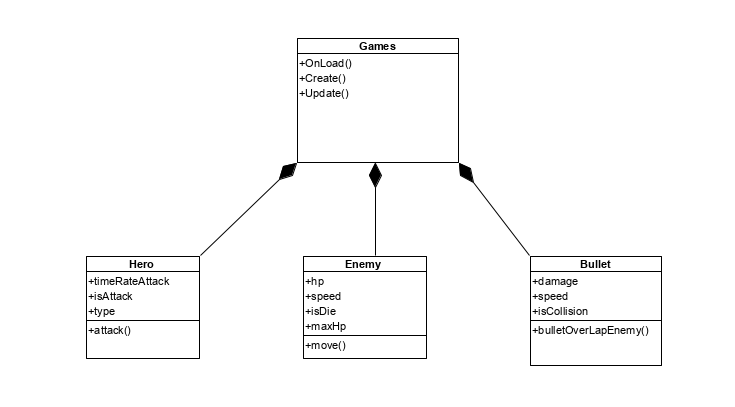 Games
+OnLoad()
+Create()
+Update()
Hero
+timeRateAttack
+isAttack
+type
+attack()
Enemy
+hp
+speed
+isDie
+maxHp
+move()
Bullet
+damage
+speed
+isCollision
+bulletOverLapEnemy()